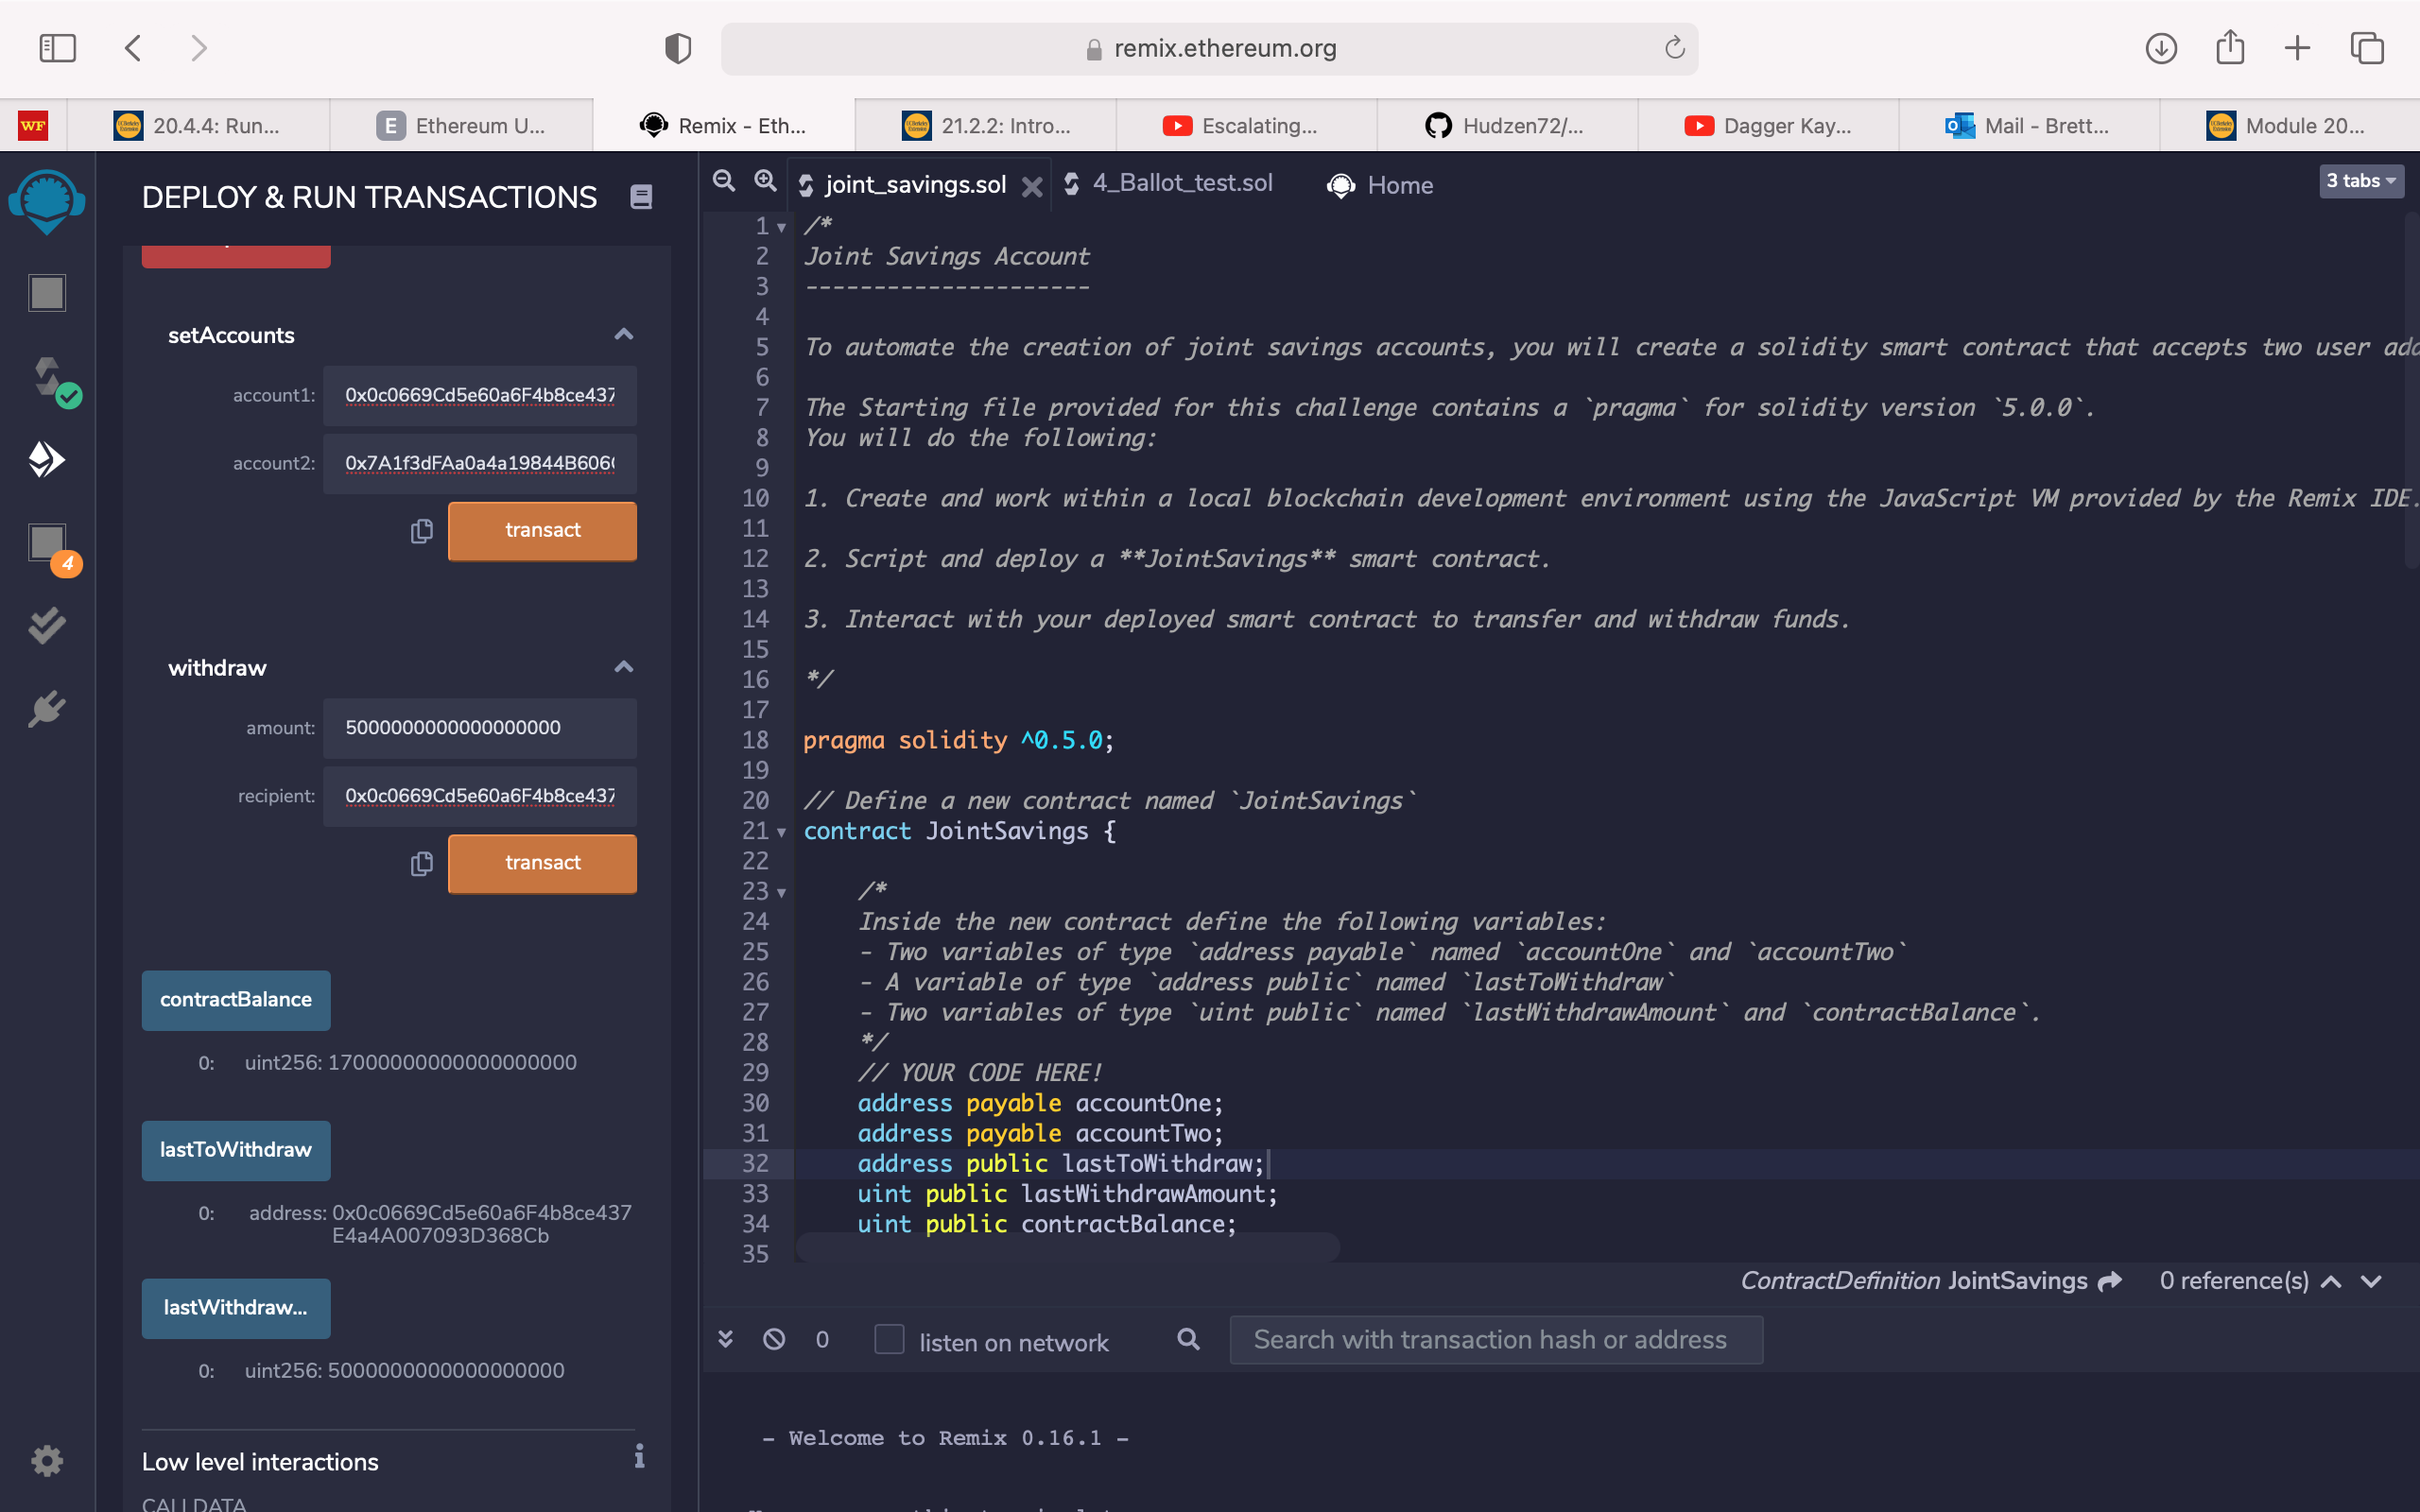 remix.ethereum.org
WF
20.4.4: Run...
E Ethereum U...
Remix - Eth...
21.2.2: Intro...
Escalating...
Hudzen72/...
Dagger Kay...
Mail - Brett...
Module 20...
DEPLOY & RUN TRANSACTIONS
setAccounts
account1: 0x0c0669Cd5e60a6F4b8ce437
account2: 0x7A1f3dFAa0a4a19844B606
transact
withdraw
amount: 5000000000000000000
recipient: 0x0c0669Cd5e60a6F4b8ce437
transact
contractBalance
0: uint256: 17000000000000000000
lastToWithdraw
0: address: 0x0c0669Cd5e60a6F4b8ce437
E4a4A007093D368Cb
lastWithdraw...
0: uint256: 5000000000000000000
Low level interactions
CALLDATA
4
joint_savings.sol
4_Ballot_test.sol
Home
3 tabs
1 /*
2 Joint Savings Account
3 ---------------------
4
5 To automate the creation of joint savings accounts, you will create a solidity smart contract that accepts two user add
6
7 The Starting file provided for this challenge contains a `pragma` for solidity version `5.0.0`.
8 You will do the following:
9
10 1. Create and work within a local blockchain development environment using the JavaScript VM provided by the Remix IDE.
11
12 2. Script and deploy a **JointSavings** smart contract.
13
14 3. Interact with your deployed smart contract to transfer and withdraw funds.
15
16 */
17
18 pragma solidity ^0.5.0;
19
20 // Define a new contract named `JointSavings`
21 contract JointSavings {
22
23 /*
24 Inside the new contract define the following variables:
25 - Two variables of type `address payable` named `accountOne` and `accountTwo`
26 - A variable of type `address public` named `lastToWithdraw`
27 - Two variables of type `uint public` named `lastWithdrawAmount` and `contractBalance`.
28 */
29 // YOUR CODE HERE!
30 address payable accountOne;
31 address payable accountTwo;
32 address public lastToWithdraw;
33 uint public lastWithdrawAmount;
34 uint public contractBalance;
35
ContractDefinition JointSavings 0 reference(s)
0 listen on network Search with transaction hash or address
- Welcome to Remix 0.16.1 -